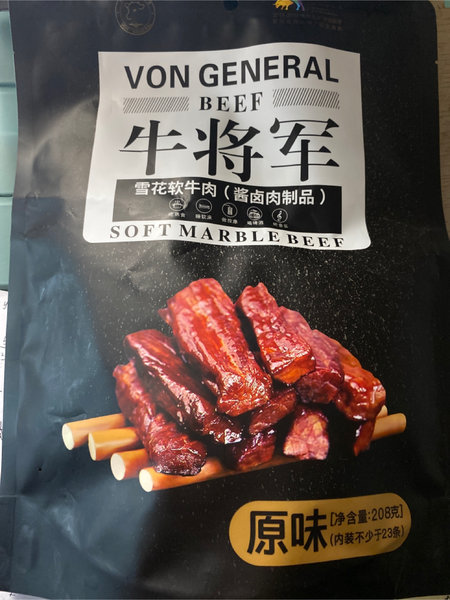 VON GENERAL
BEEF
牛将军
雪花软牛肉（酱卤肉制品）
SOFT MARBLE BEEF
原味
[净含量:208克]
(内装不少于23条)